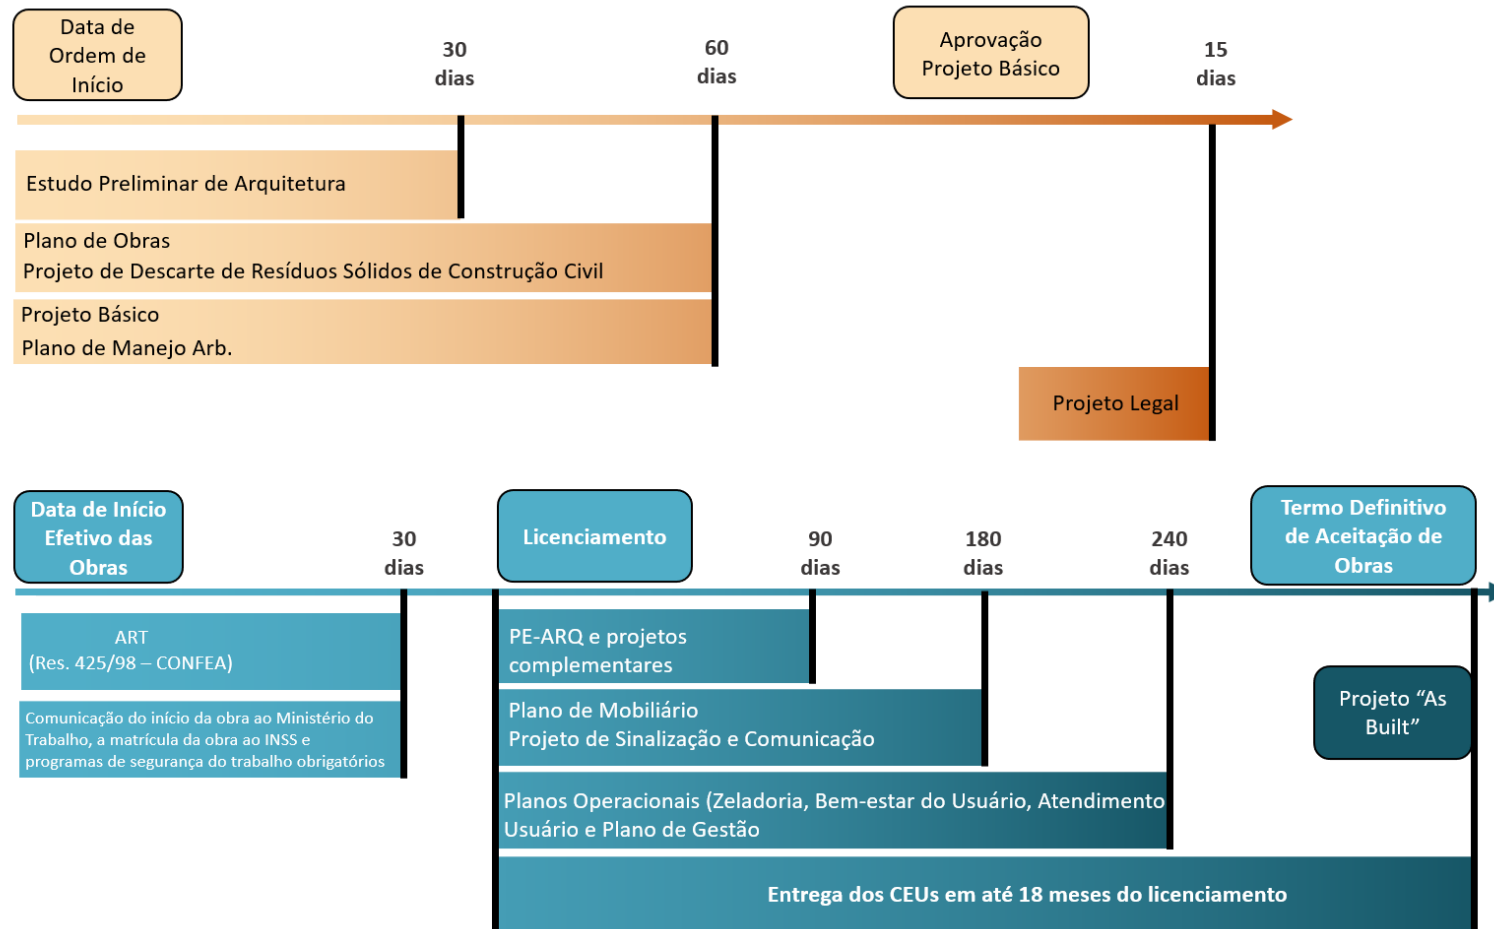 Data de
Ordem de
Início
30
dias
60
dias
Aprovação
Projeto Básico
15
dias
Estudo Preliminar de Arquitetura
Plano de Obras
Projeto de Descarte de Resíduos Sólidos de Construção Civil
Projeto Básico
Plano de Manejo Arb.
Projeto Legal
Data de Início
Efetivo das
Obras
30
dias
Licenciamento
90
dias
180
dias
240
dias
Termo Definitivo
de Aceitação de
Obras
ART
(Res. 425/98 – CONFEA)
Comunicação do início da obra ao Ministério do
Trabalho, a matrícula da obra ao INSS e
programas de segurança do trabalho obrigatórios
PE-ARQ e projetos
complementares
Plano de Mobiliário
Projeto de Sinalização e Comunicação
Projeto “As
Built”
Planos Operacionais (Zeladoria, Bem-estar do Usuário, Atendimento
Usuário e Plano de Gestão
Entrega dos CEUs em até 18 meses do licenciamento